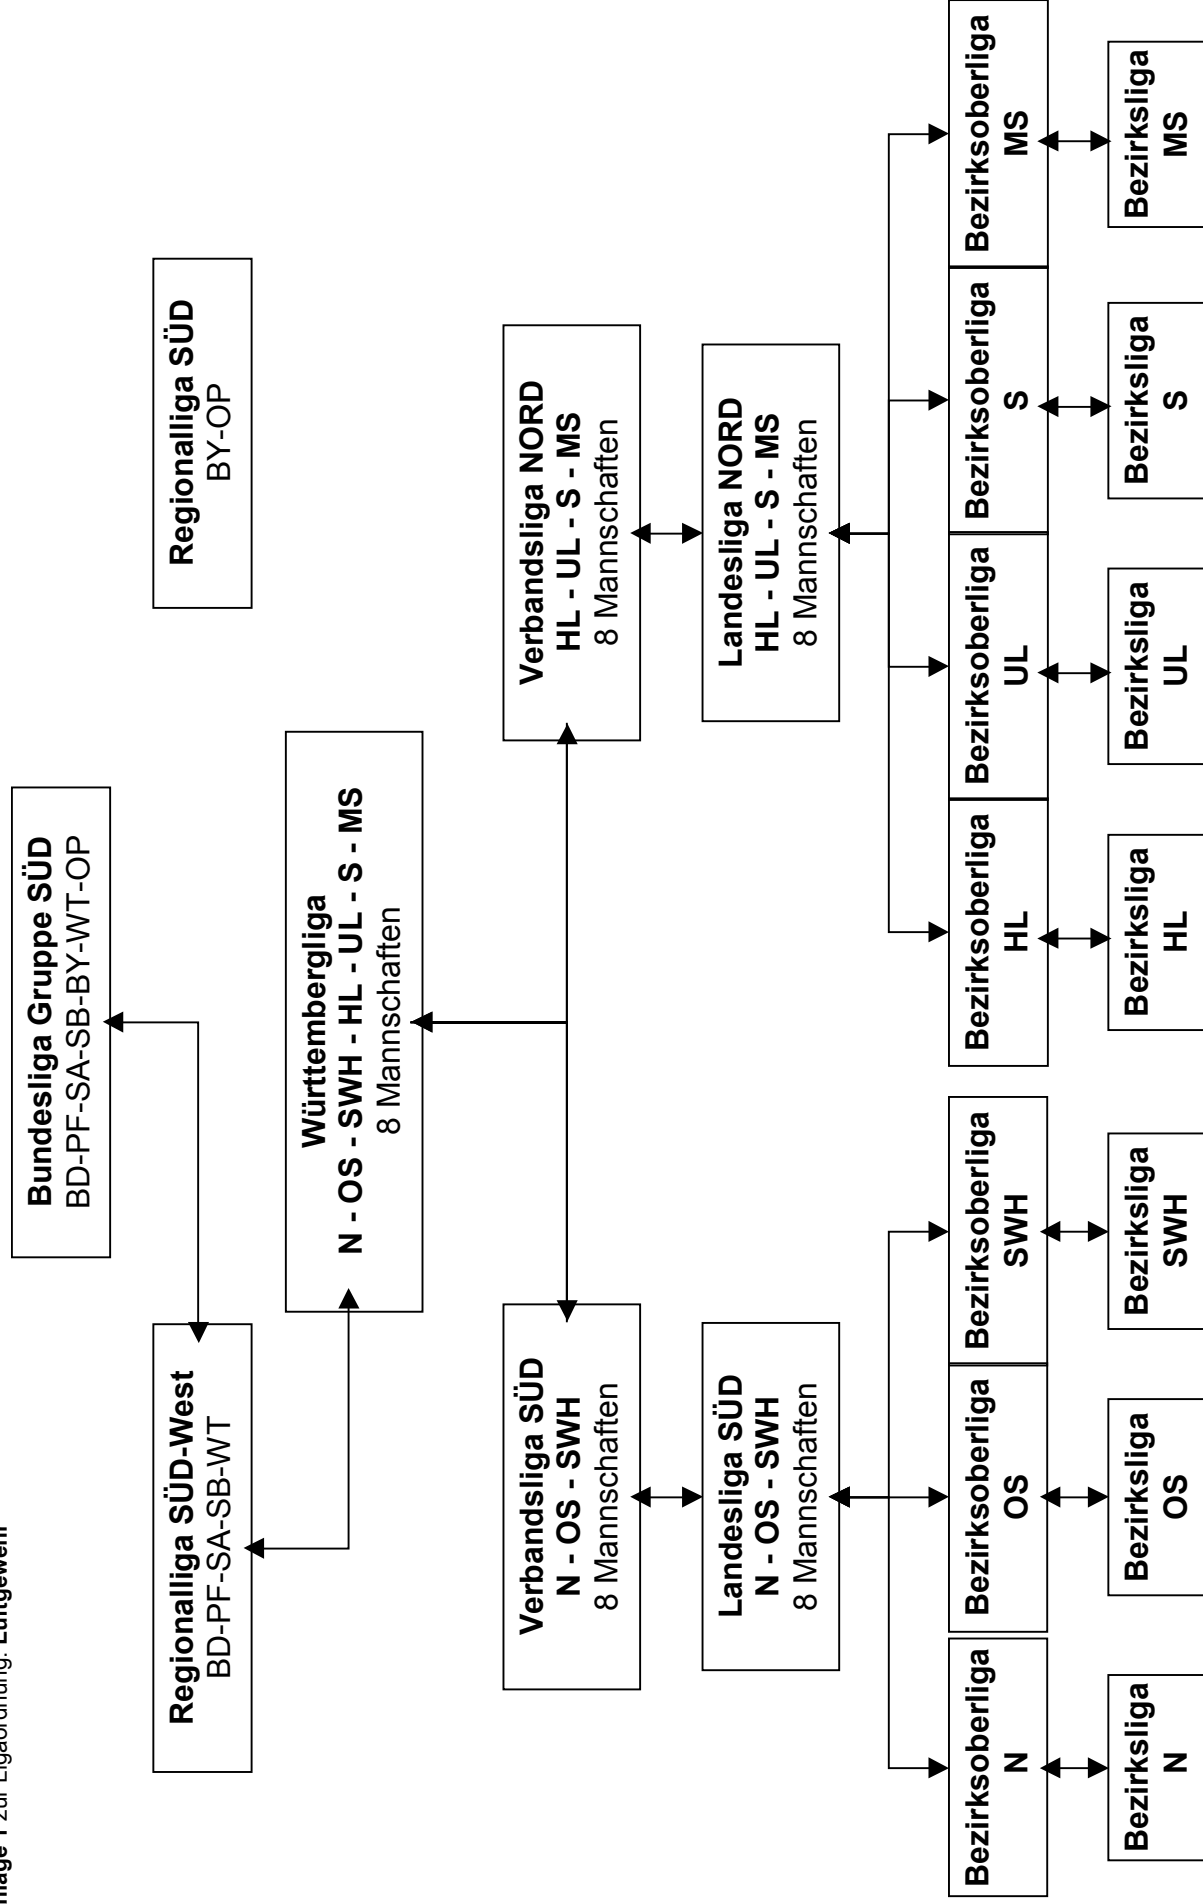 nlage 1 zur Ligaordnung: Luftgewehr
Bundesliga Gruppe SÜD
BD-PF-SA-SB-BY-WT-OP
Regionalliga SÜD-West
BD-PF-SA-SB-WT
Regionalliga SÜD
BY-OP
Württembergliga
N - OS - SWH - HL - UL - S - MS
8 Mannschaften
Verbandsliga SÜD
N - OS - SWH
8 Mannschaften
Verbandsliga NORD
HL - UL - S - MS
8 Mannschaften
Landesliga SÜD
N - OS - SWH
8 Mannschaften
Landesliga NORD
HL - UL - S - MS
8 Mannschaften
Bezirksoberliga
N
Bezirksoberliga
OS
Bezirksoberliga
SWH
Bezirksoberliga
HL
Bezirksoberliga
UL
Bezirksoberliga
S
Bezirksoberliga
MS
Bezirksliga
N
Bezirksliga
OS
Bezirksliga
SWH
Bezirksliga
HL
Bezirksliga
UL
Bezirksliga
S
Bezirksliga
MS